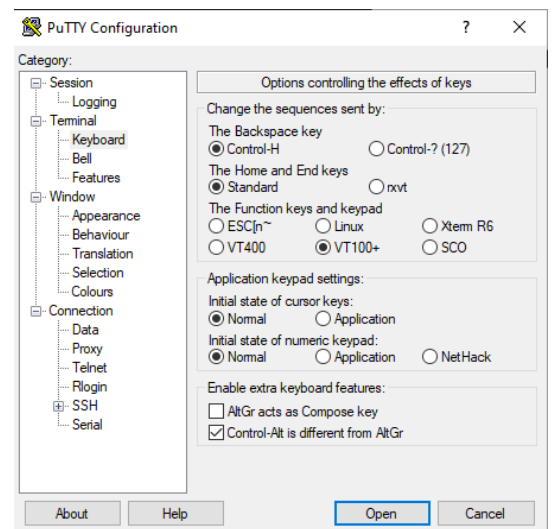 PuTTY Configuration
Category:
Session
Logging
Terminal
Keyboard
Bell
Features
Window
Appearance
Behaviour
Translation
Selection
Colours
Connection
Data
Proxy
Telnet
Rlogin
SSH
Serial
Options controlling the effects of keys
Change the sequences sent by:
The Backspace key
Control-H Control-? (127)
The Home and End keys
Standard rxvt
The Function keys and keypad
ESC[n~ Linux Xterm R6
VT400 VT100+ SCO
Application keypad settings:
Initial state of cursor keys:
Normal Application
Initial state of numeric keypad:
Normal Application NetHack
Enable extra keyboard features:
AltGr acts as Compose key
Control-Alt is different from AltGr
About Help Open Cancel